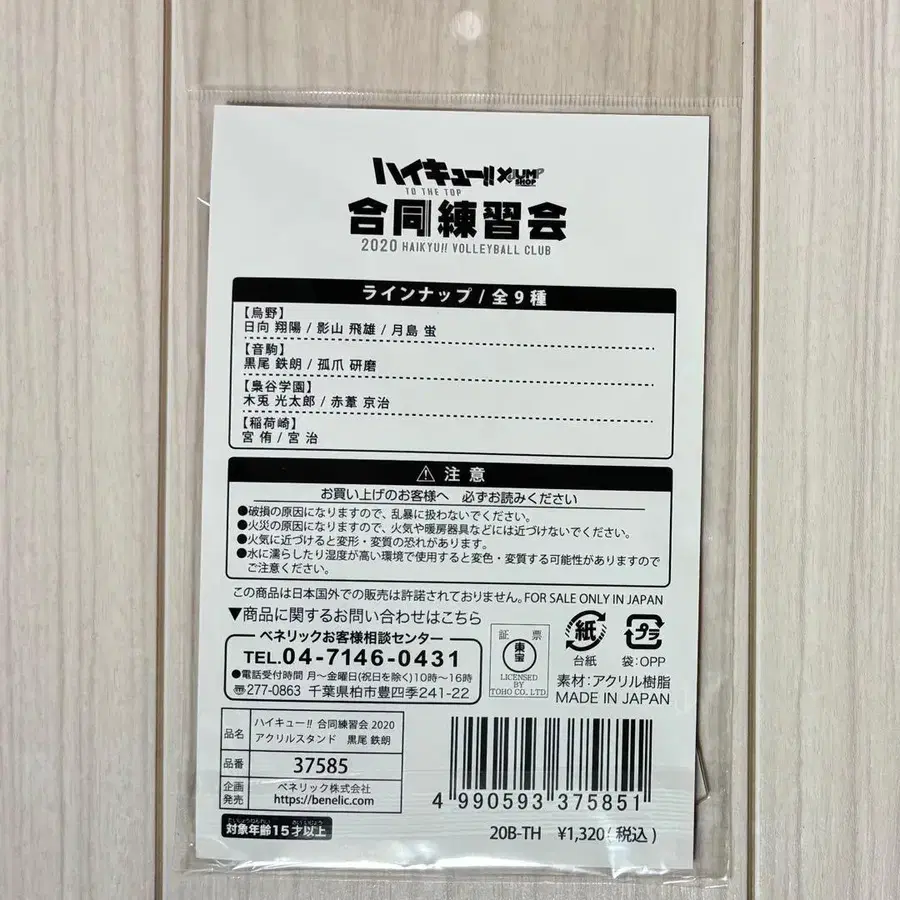 ハイキュー!! × JUMP SHOP
TO THE TOP
合同練習会
2020 HAIKYU!! VOLLEYBALL CLUB
ラインナップ / 全9種
【烏野】
日向 翔陽 / 影山 飛雄 / 月島 蛍
【音駒】
黒尾 鉄朗 / 孤爪 研磨
【梟谷学園】
木兎 光太郎 / 赤葦 京治
【稲荷崎】
宮 侑 / 宮 治
⚠ 注 意
お買い上げのお客様へ 必ずお読みください
●破損の原因になりますので、乱暴に扱わないでください。
●火災の原因になりますので、火気や暖房器具などには近づけないでください。
●火気に近づけると変形・変質の恐れがあります。
●水に濡らしたり湿度が高い環境で使用すると変色・変質する可能性がありますので
ご注意ください。
この商品は日本国外での販売は許諾されておりません。FOR SALE ONLY IN JAPAN
▼商品に関するお問い合わせはこちら
ベネリックお客様相談センター
TEL.04-7146-0431
●電話受付時間 月〜金曜日(祝日を除く)10時〜16時
〠277-0863 千葉県柏市豊四季241-22
証 票
東宝
LICENSED
BY
TOHO CO., LTD
紙
台紙
プラ
袋:OPP
素材:アクリル樹脂
MADE IN JAPAN
品名
ハイキュー!! 合同練習会 2020
アクリルスタンド 黒尾 鉄朗
品番
37585
企画
発売
ベネリック株式会社
https://benelic.com
対象年齢15才以上
4 990593 375851
20B-TH ¥1,320(税込)